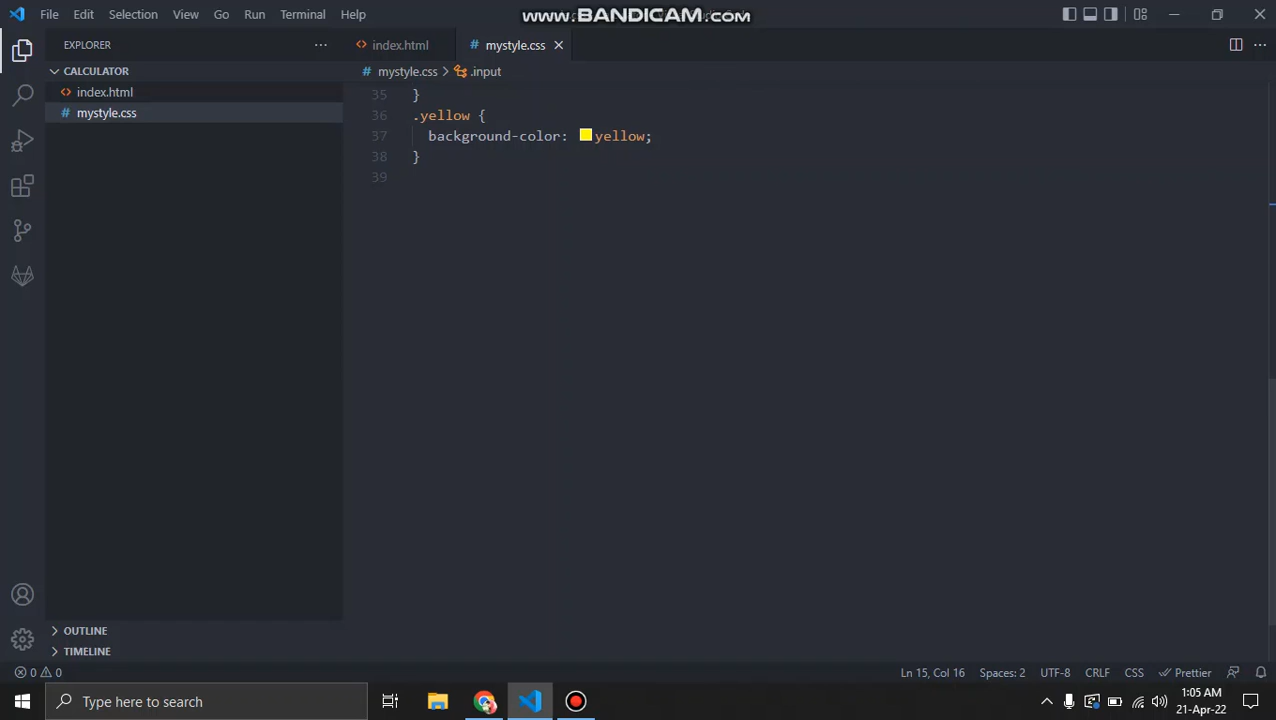 File Edit Selection View Go Run Terminal Help
www.BANDICAM.com
EXPLORER
index.html
mystyle.css
CALCULATOR
mystyle.css > .input
index.html
mystyle.css
35 }
36 .yellow {
37 background-color: yellow;
38 }
39
OUTLINE
TIMELINE
0 0
Ln 15, Col 16 Spaces: 2 UTF-8 CRLF CSS Prettier
Type here to search
1:05 AM
21-Apr-22